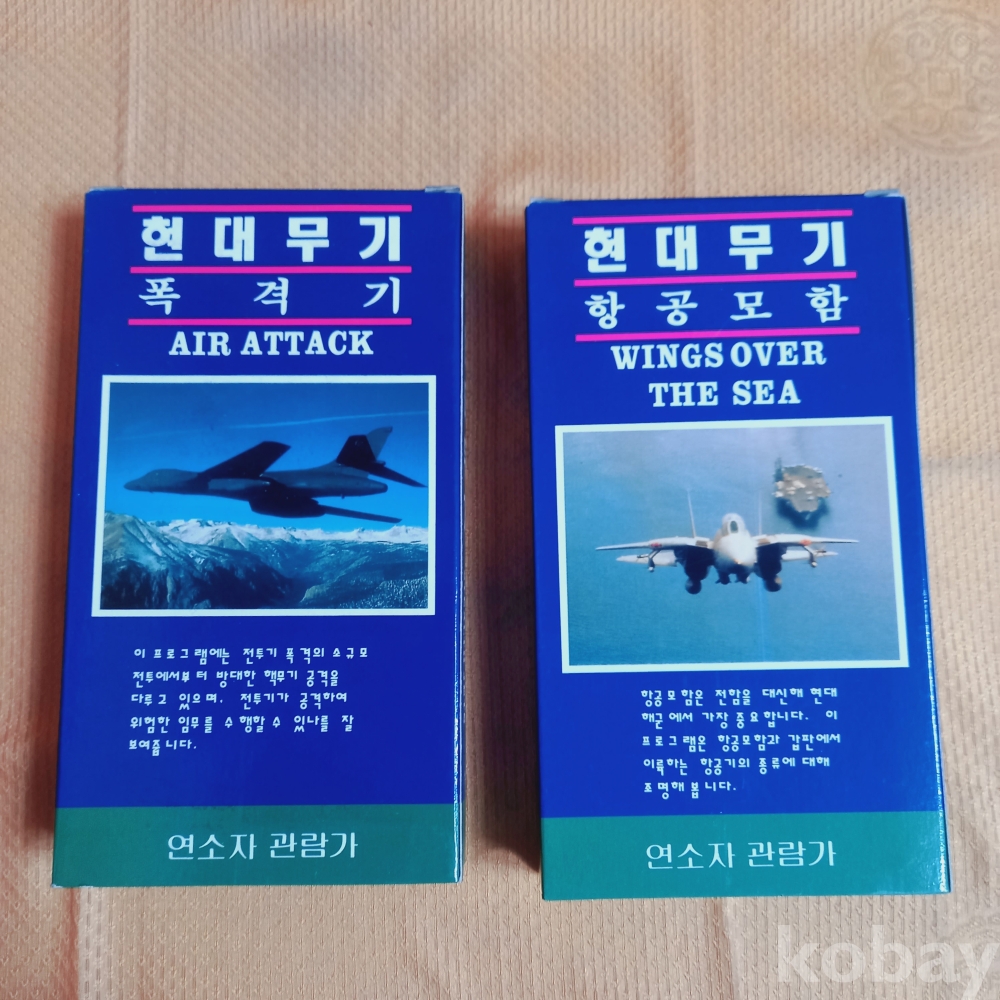 현대무기
폭격기
AIR ATTACK
이 프로그램에는 전투기 폭격의 소규모
전투에서부터 방대한 핵무기 공격을
다루고 있으며, 전투기가 공격하여
위험한 임무를 수행할 수 있나를 잘
보여줍니다.
연소자 관람가
현대무기
항공모함
WINGS OVER
THE SEA
항공모함은 전함을 대신해 현대
해군에서 가장 중요합니다. 이
프로그램은 항공모함과 갑판에서
이륙하는 항공기의 종류에 대해
조명해 봅니다.
연소자 관람가
kobay